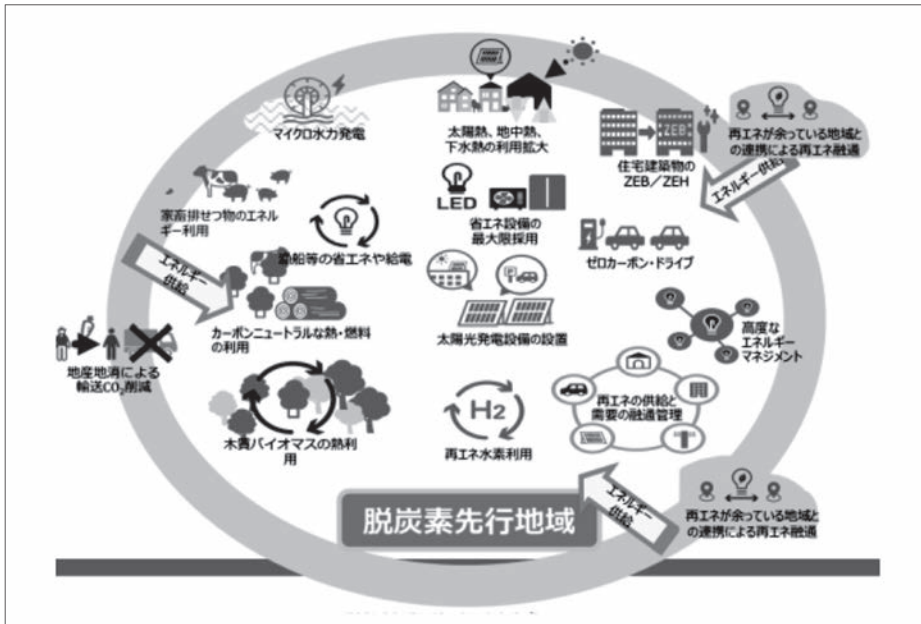 マイクロ水力発電
太陽熱、地中熱、
下水熱の利用拡大
ZEB
住宅建築物の
ZEB／ZEH
再エネが余っている地域と
の連携による再エネ融通
エネルギー供給
家畜排せつ物のエネル
ギー利用
LED
省エネ設備の
最大限採用
漁船等の省エネや給電
ゼロカーボン・ドライブ
エネルギー
供給
カーボンニュートラルな熱・燃料
の利用
P
太陽光発電設備の設置
高度な
エネルギー
マネジメント
地産地消による
輸送CO₂削減
木質バイオマスの熱利
用
H2
再エネ水素利用
再エネの供給と
需要の融通管理
エネルギー
供給
再エネが余っている地域と
の連携による再エネ融通
脱炭素先行地域